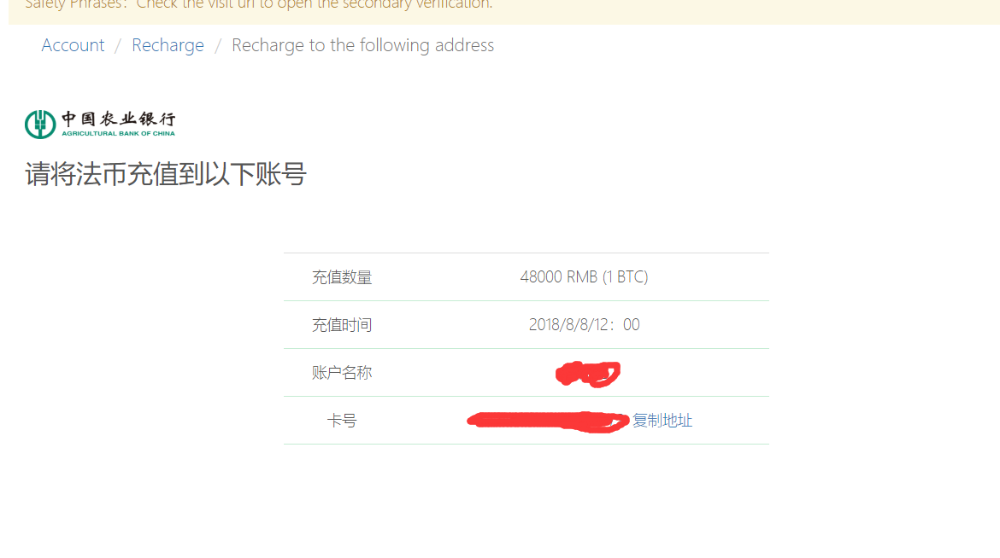 Safety Phrases：Check the visit url to open the secondary verification.
Account / Recharge / Recharge to the following address
中国农业银行
AGRICULTURAL BANK OF CHINA
请将法币充值到以下账号
充值数量 48000 RMB (1 BTC)
充值时间 2018/8/8/12：00
账户名称
卡号 复制地址